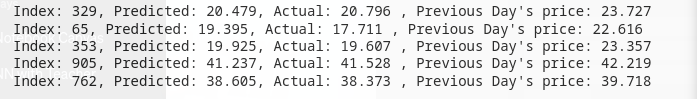 Index: 329, Predicted: 20.479, Actual: 20.796 , Previous Day's price: 23.727
Index: 65, Predicted: 19.395, Actual: 17.711 , Previous Day's price: 22.616
Index: 353, Predicted: 19.925, Actual: 19.607 , Previous Day's price: 23.357
Index: 905, Predicted: 41.237, Actual: 41.528 , Previous Day's price: 42.219
Index: 762, Predicted: 38.605, Actual: 38.373 , Previous Day's price: 39.718